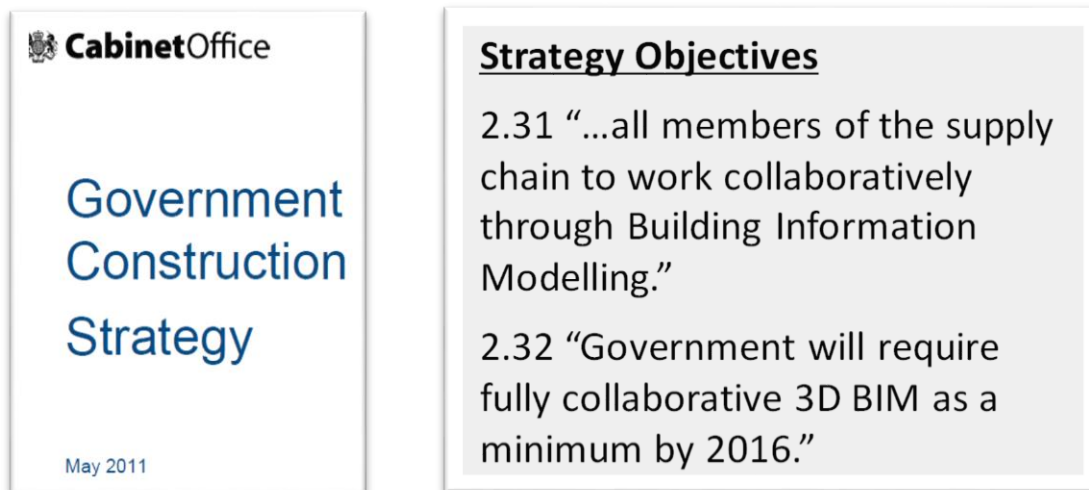 CabinetOffice
Government
Construction
Strategy
May 2011
Strategy Objectives
2.31 “…all members of the supply
chain to work collaboratively
through Building Information
Modelling.”
2.32 “Government will require
fully collaborative 3D BIM as a
minimum by 2016.”